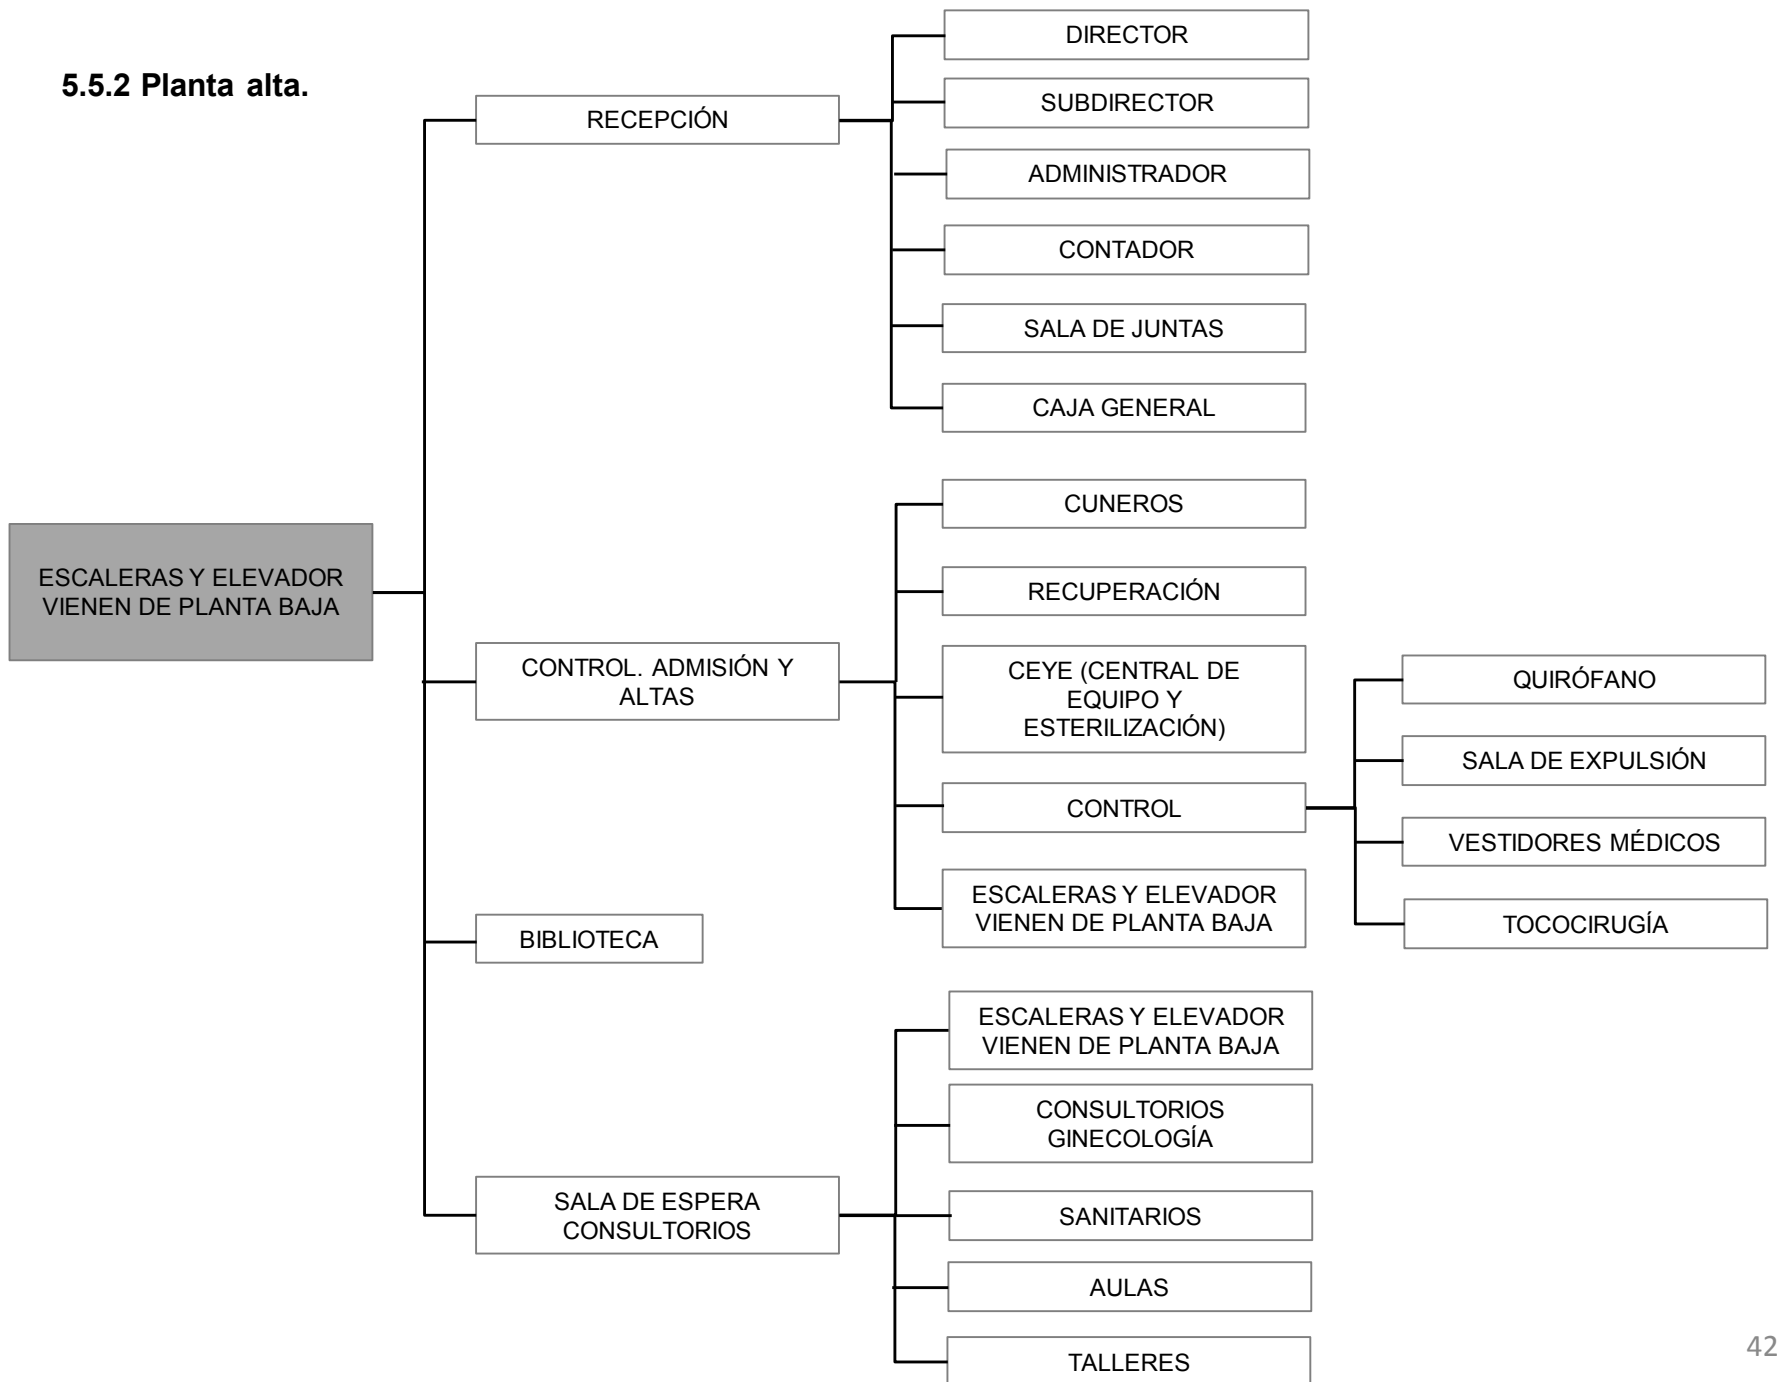 5.5.2 Planta alta.
DIRECTOR
SUBDIRECTOR
RECEPCIÓN
ADMINISTRADOR
CONTADOR
SALA DE JUNTAS
CAJA GENERAL
ESCALERAS Y ELEVADOR
VIENEN DE PLANTA BAJA
CONTROL. ADMISIÓN Y
ALTAS
CUNEROS
RECUPERACIÓN
CEYE (CENTRAL DE
EQUIPO Y
ESTERILIZACIÓN)
CONTROL
ESCALERAS Y ELEVADOR
VIENEN DE PLANTA BAJA
QUIRÓFANO
SALA DE EXPULSIÓN
VESTIDORES MÉDICOS
TOCOCIRUGÍA
BIBLIOTECA
SALA DE ESPERA
CONSULTORIOS
ESCALERAS Y ELEVADOR
VIENEN DE PLANTA BAJA
CONSULTORIOS
GINECOLOGÍA
SANITARIOS
AULAS
TALLERES
42